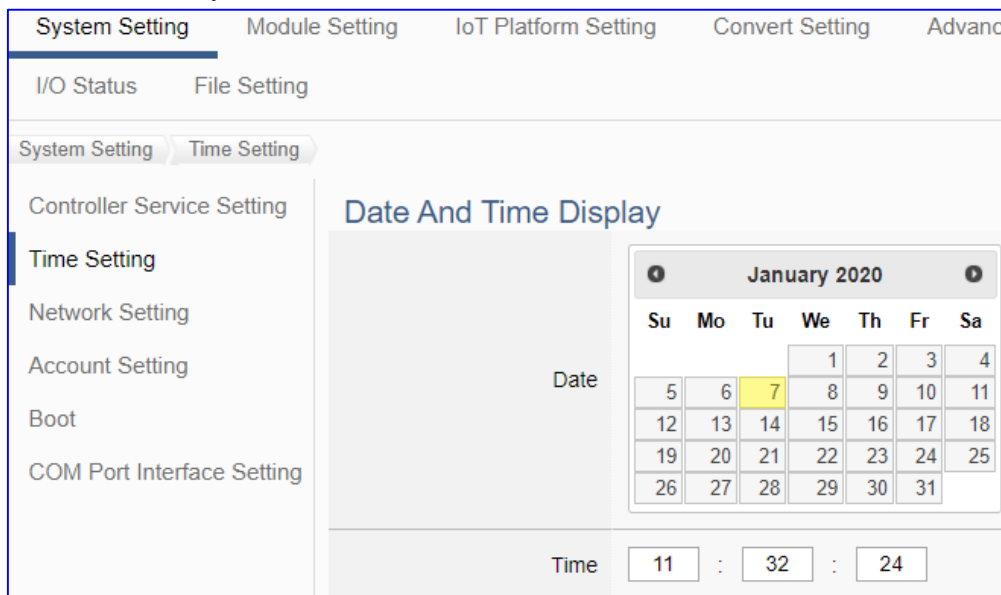 System Setting Module Setting IoT Platform Setting Convert Setting Advanc
I/O Status File Setting
System Setting Time Setting
Controller Service Setting
Time Setting
Network Setting
Account Setting
Boot
COM Port Interface Setting
Date And Time Display
Date
January 2020
Su Mo Tu We Th Fr Sa
1 2 3 4
5 6 7 8 9 10 11
12 13 14 15 16 17 18
19 20 21 22 23 24 25
26 27 28 29 30 31
Time 11 : 32 : 24